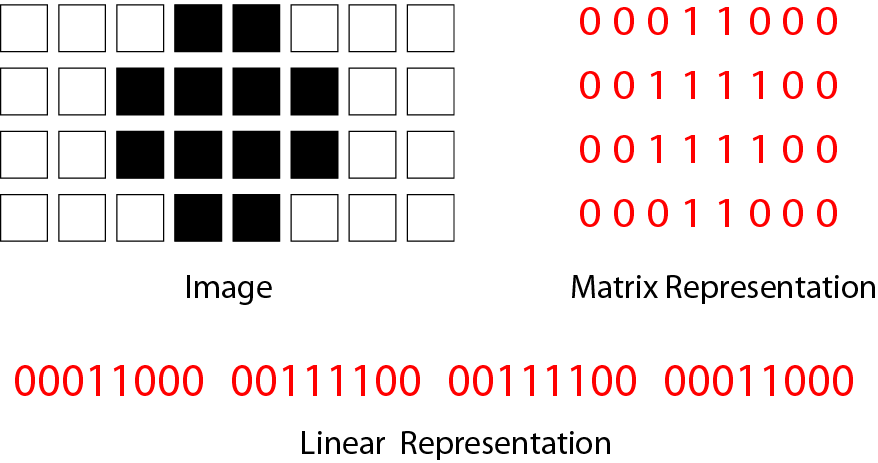 0 0 0 1 1 0 0 0
0 0 1 1 1 1 0 0
0 0 1 1 1 1 0 0
0 0 0 1 1 0 0 0
Image
Matrix Representation
00011000 00111100 00111100 00011000
Linear Representation